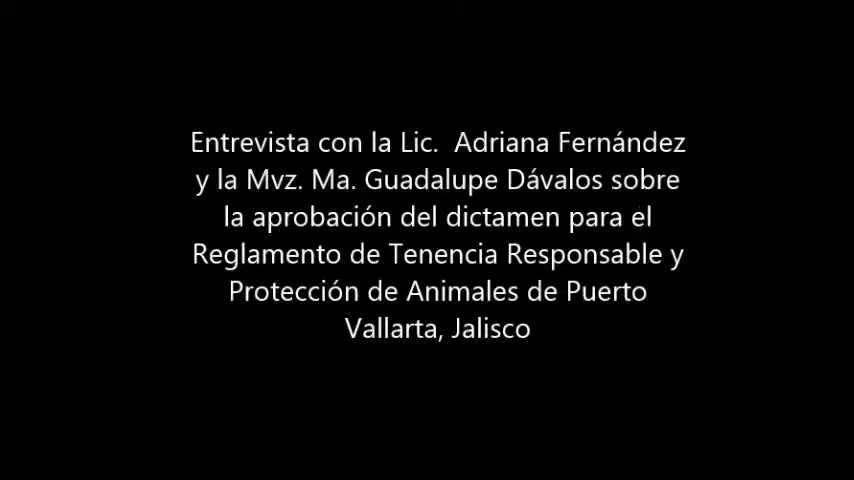 Entrevista con la Lic.  Adriana Fernández
y la Mvz. Ma. Guadalupe Dávalos sobre
la aprobación del dictamen para el
Reglamento de Tenencia Responsable y
Protección de Animales de Puerto
Vallarta, Jalisco